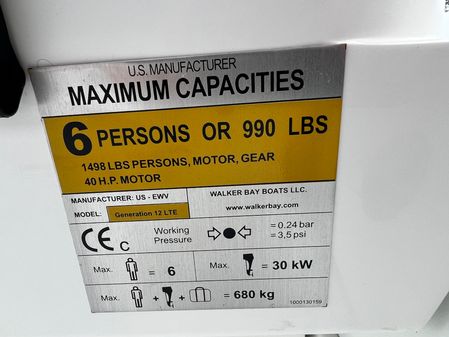 U.S. MANUFACTURER
MAXIMUM CAPACITIES
6 PERSONS OR 990 LBS
1498 LBS PERSONS, MOTOR, GEAR
40 H.P. MOTOR
MANUFACTURER: US - EWV
WALKER BAY BOATS LLC.
MODEL: Generation 12 LTE
www.walkerbay.com
CE C
Working Pressure
= 0.24 bar
= 3,5 psi
Max. = 6
Max. = 30 kW
Max. + + = 680 kg
1000130159